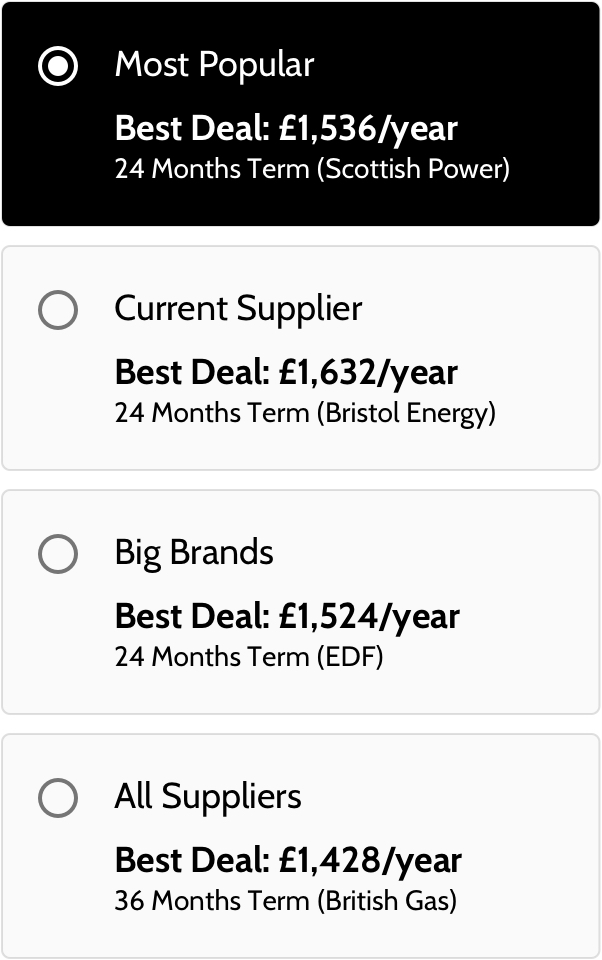 Most Popular
Best Deal: £1,536/year
24 Months Term (Scottish Power)
Current Supplier
Best Deal: £1,632/year
24 Months Term (Bristol Energy)
Big Brands
Best Deal: £1,524/year
24 Months Term (EDF)
All Suppliers
Best Deal: £1,428/year
36 Months Term (British Gas)